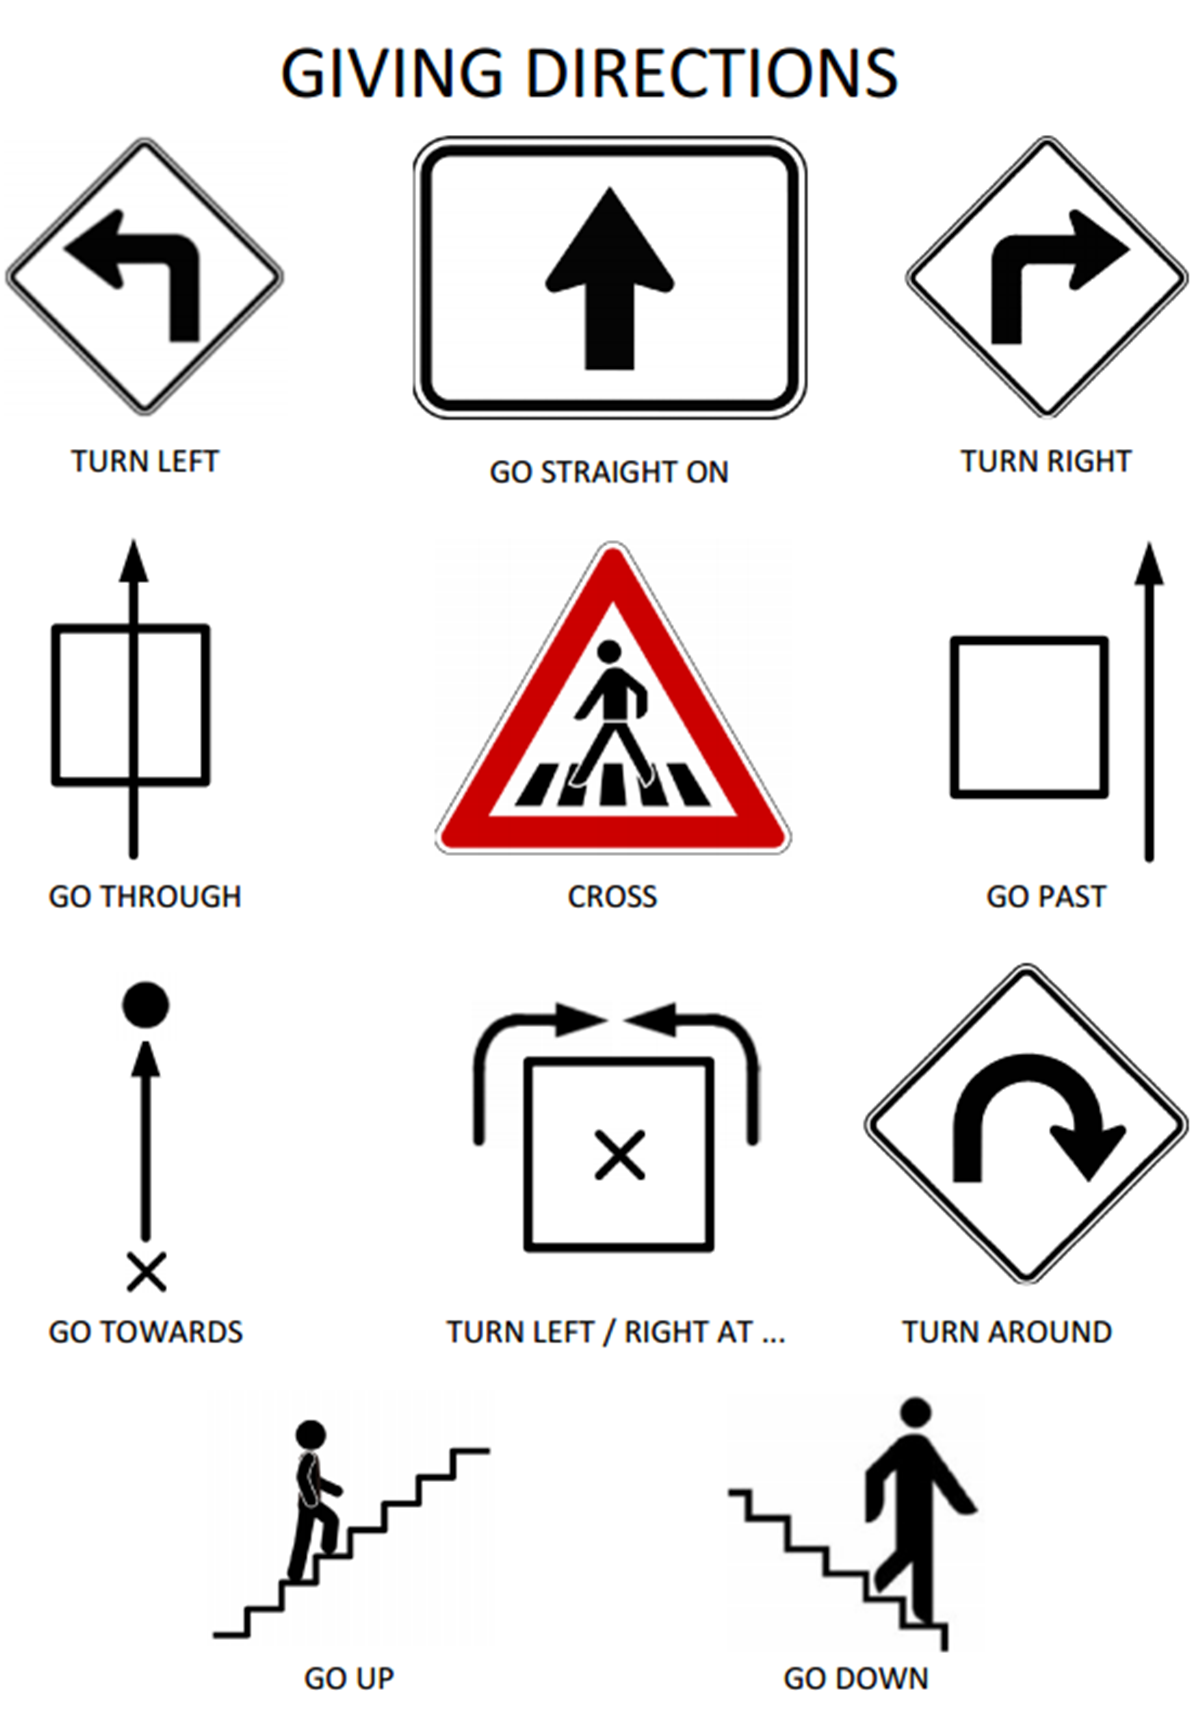 GIVING DIRECTIONS
TURN LEFT
GO STRAIGHT ON
TURN RIGHT
GO THROUGH
CROSS
GO PAST
GO TOWARDS
TURN LEFT / RIGHT AT ...
TURN AROUND
GO UP
GO DOWN